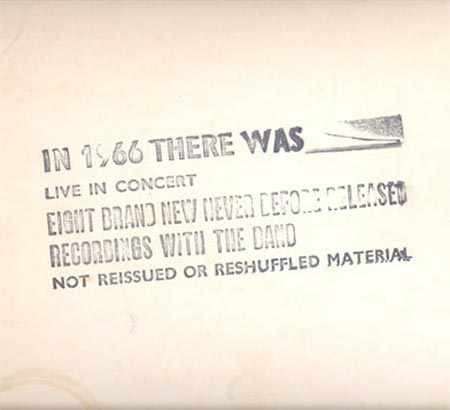 IN 1966 THERE WAS
LIVE IN CONCERT
EIGHT BRAND NEW NEVER BEFORE RELEASED
RECORDINGS WITH THE BAND
NOT REISSUED OR RESHUFFLED MATERIAL